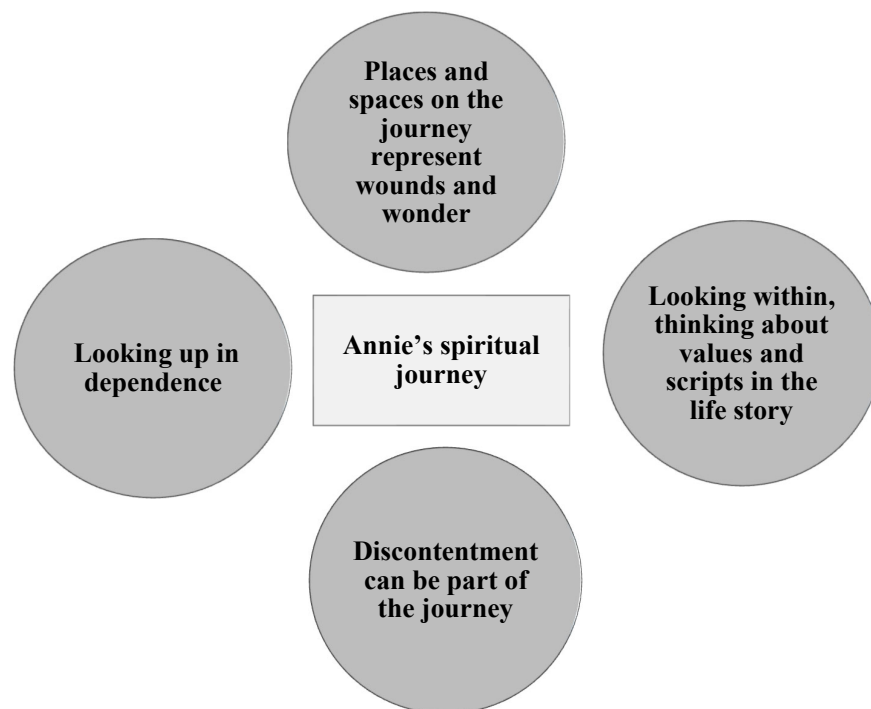 Places and
spaces on the
journey
represent
wounds and
wonder
Looking up in
dependence
Annie’s spiritual
journey
Looking within,
thinking about
values and
scripts in the
life story
Discontentment
can be part of
the journey